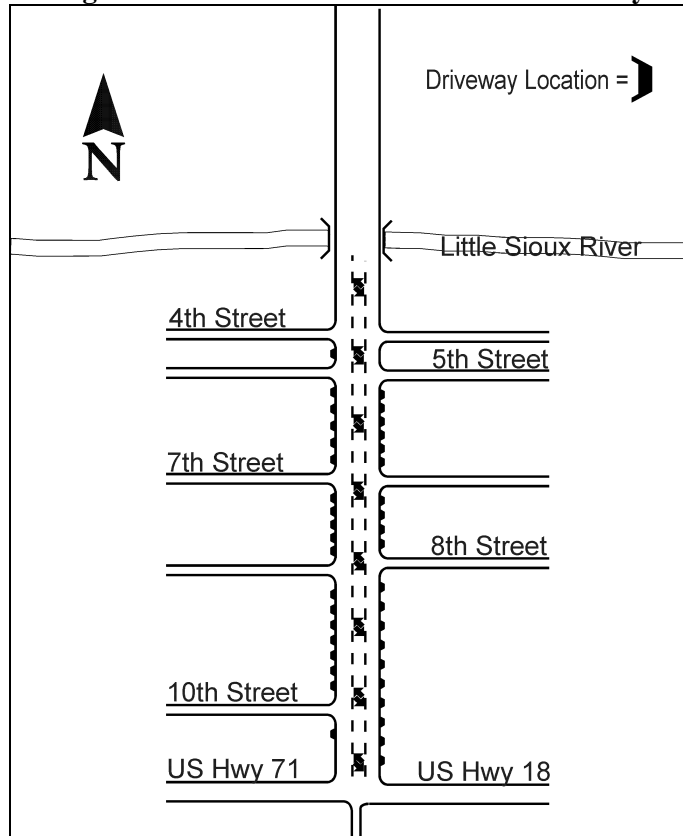 Driveway Location =
N
Little Sioux River
4th Street
5th Street
7th Street
8th Street
10th Street
US Hwy 71
US Hwy 18